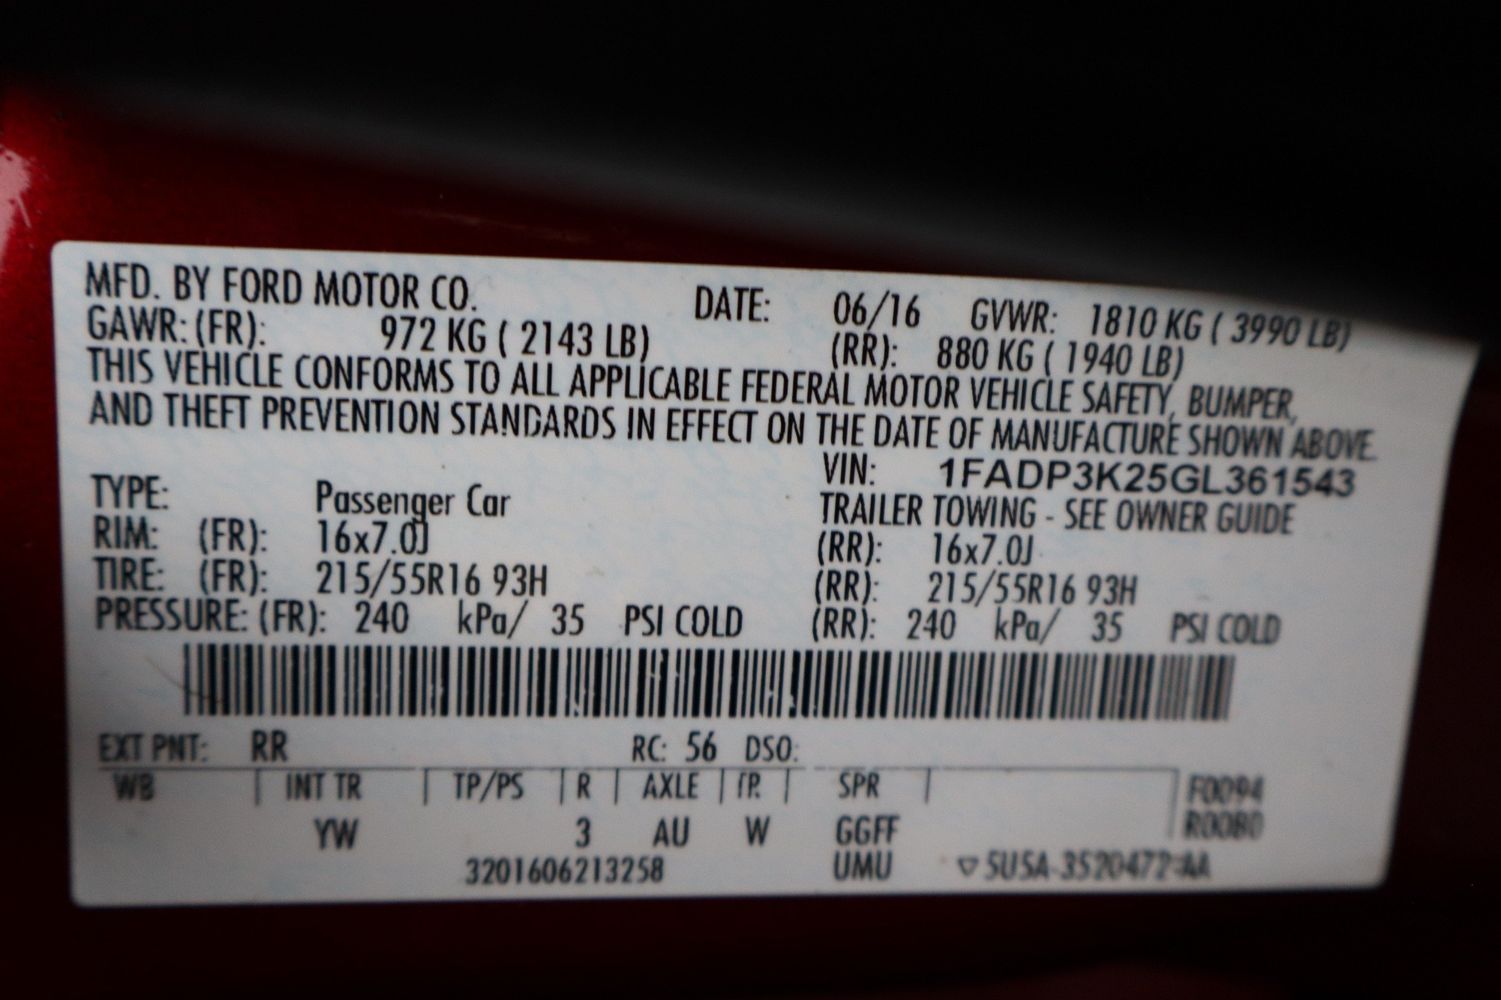 MFD. BY FORD MOTOR CO. DATE: 06/16 GVWR: 1810 KG ( 3990 LB)
GAWR: (FR): 972 KG ( 2143 LB) (RR): 880 KG ( 1940 LB)
THIS VEHICLE CONFORMS TO ALL APPLICABLE FEDERAL MOTOR VEHICLE SAFETY, BUMPER,
AND THEFT PREVENTION STANDARDS IN EFFECT ON THE DATE OF MANUFACTURE SHOWN ABOVE.
VIN: 1FADP3K25GL361543
TYPE: Passenger Car TRAILER TOWING - SEE OWNER GUIDE
RIM: (FR): 16x7.0J (RR): 16x7.0J
TIRE: (FR): 215/55R16 93H (RR): 215/55R16 93H
PRESSURE: (FR): 240 kPa/ 35 PSI COLD (RR): 240 kPa/ 35 PSI COLD
EXT PNT: RR RC: 56 DSO:
WB | INT TR | TP/PS | R | AXLE | TR | SPR | F0094
YW 3 AU W GGFF R0080
3201606213258 UMU ▽ 5U5A-3520472-AA